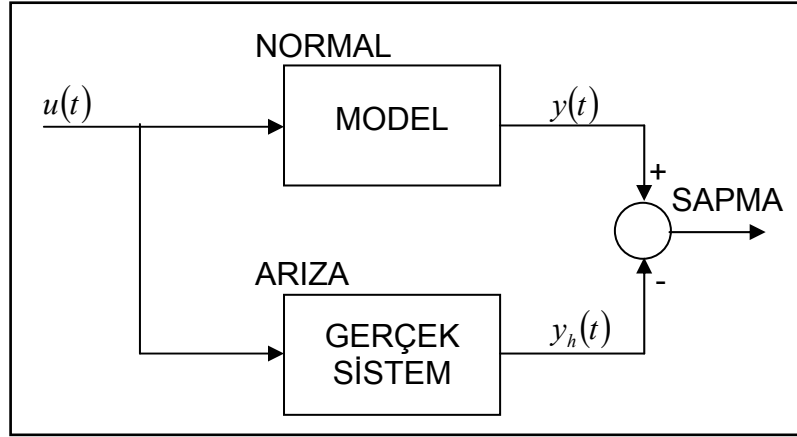 NORMAL
u(t)
MODEL
y(t)
+
SAPMA
ARIZA
-
GERÇEK
SİSTEM
y_h(t)